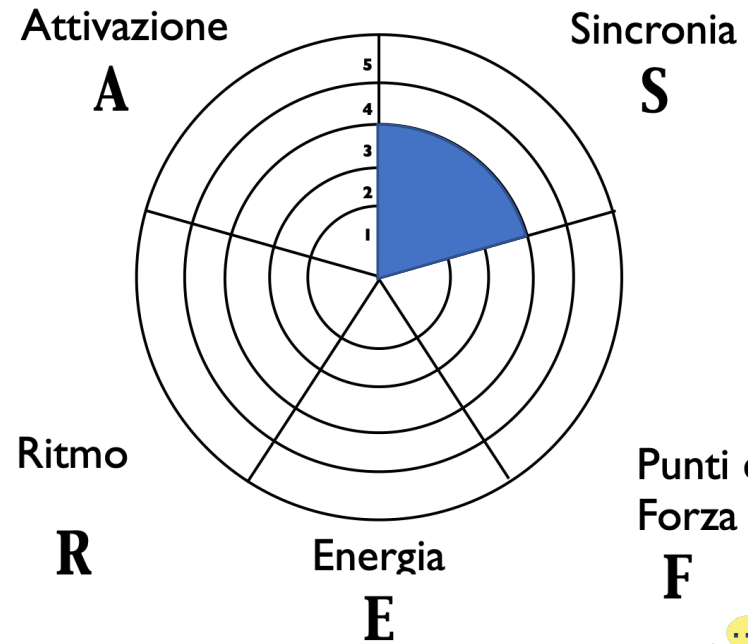 Attivazione
A
Sincronia
S
5
4
3
2
1
Ritmo
R
Energia
E
Punti
Forza
F